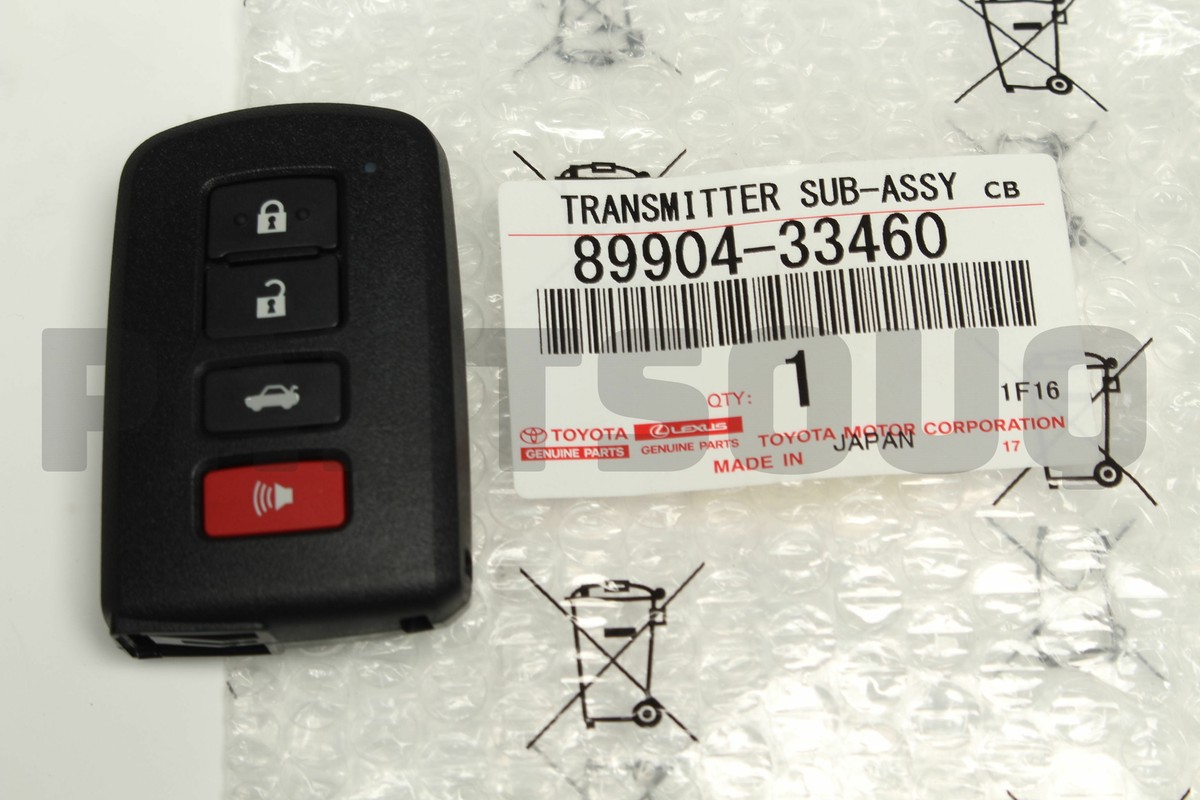 TRANSMITTER SUB-ASSY CB
89904-33460
QTY: 1
1F16
TOYOTA
GENUINE PARTS
LEXUS
GENUINE PARTS
TOYOTA MOTOR CORPORATION
MADE IN JAPAN
17
PARTSOUQ